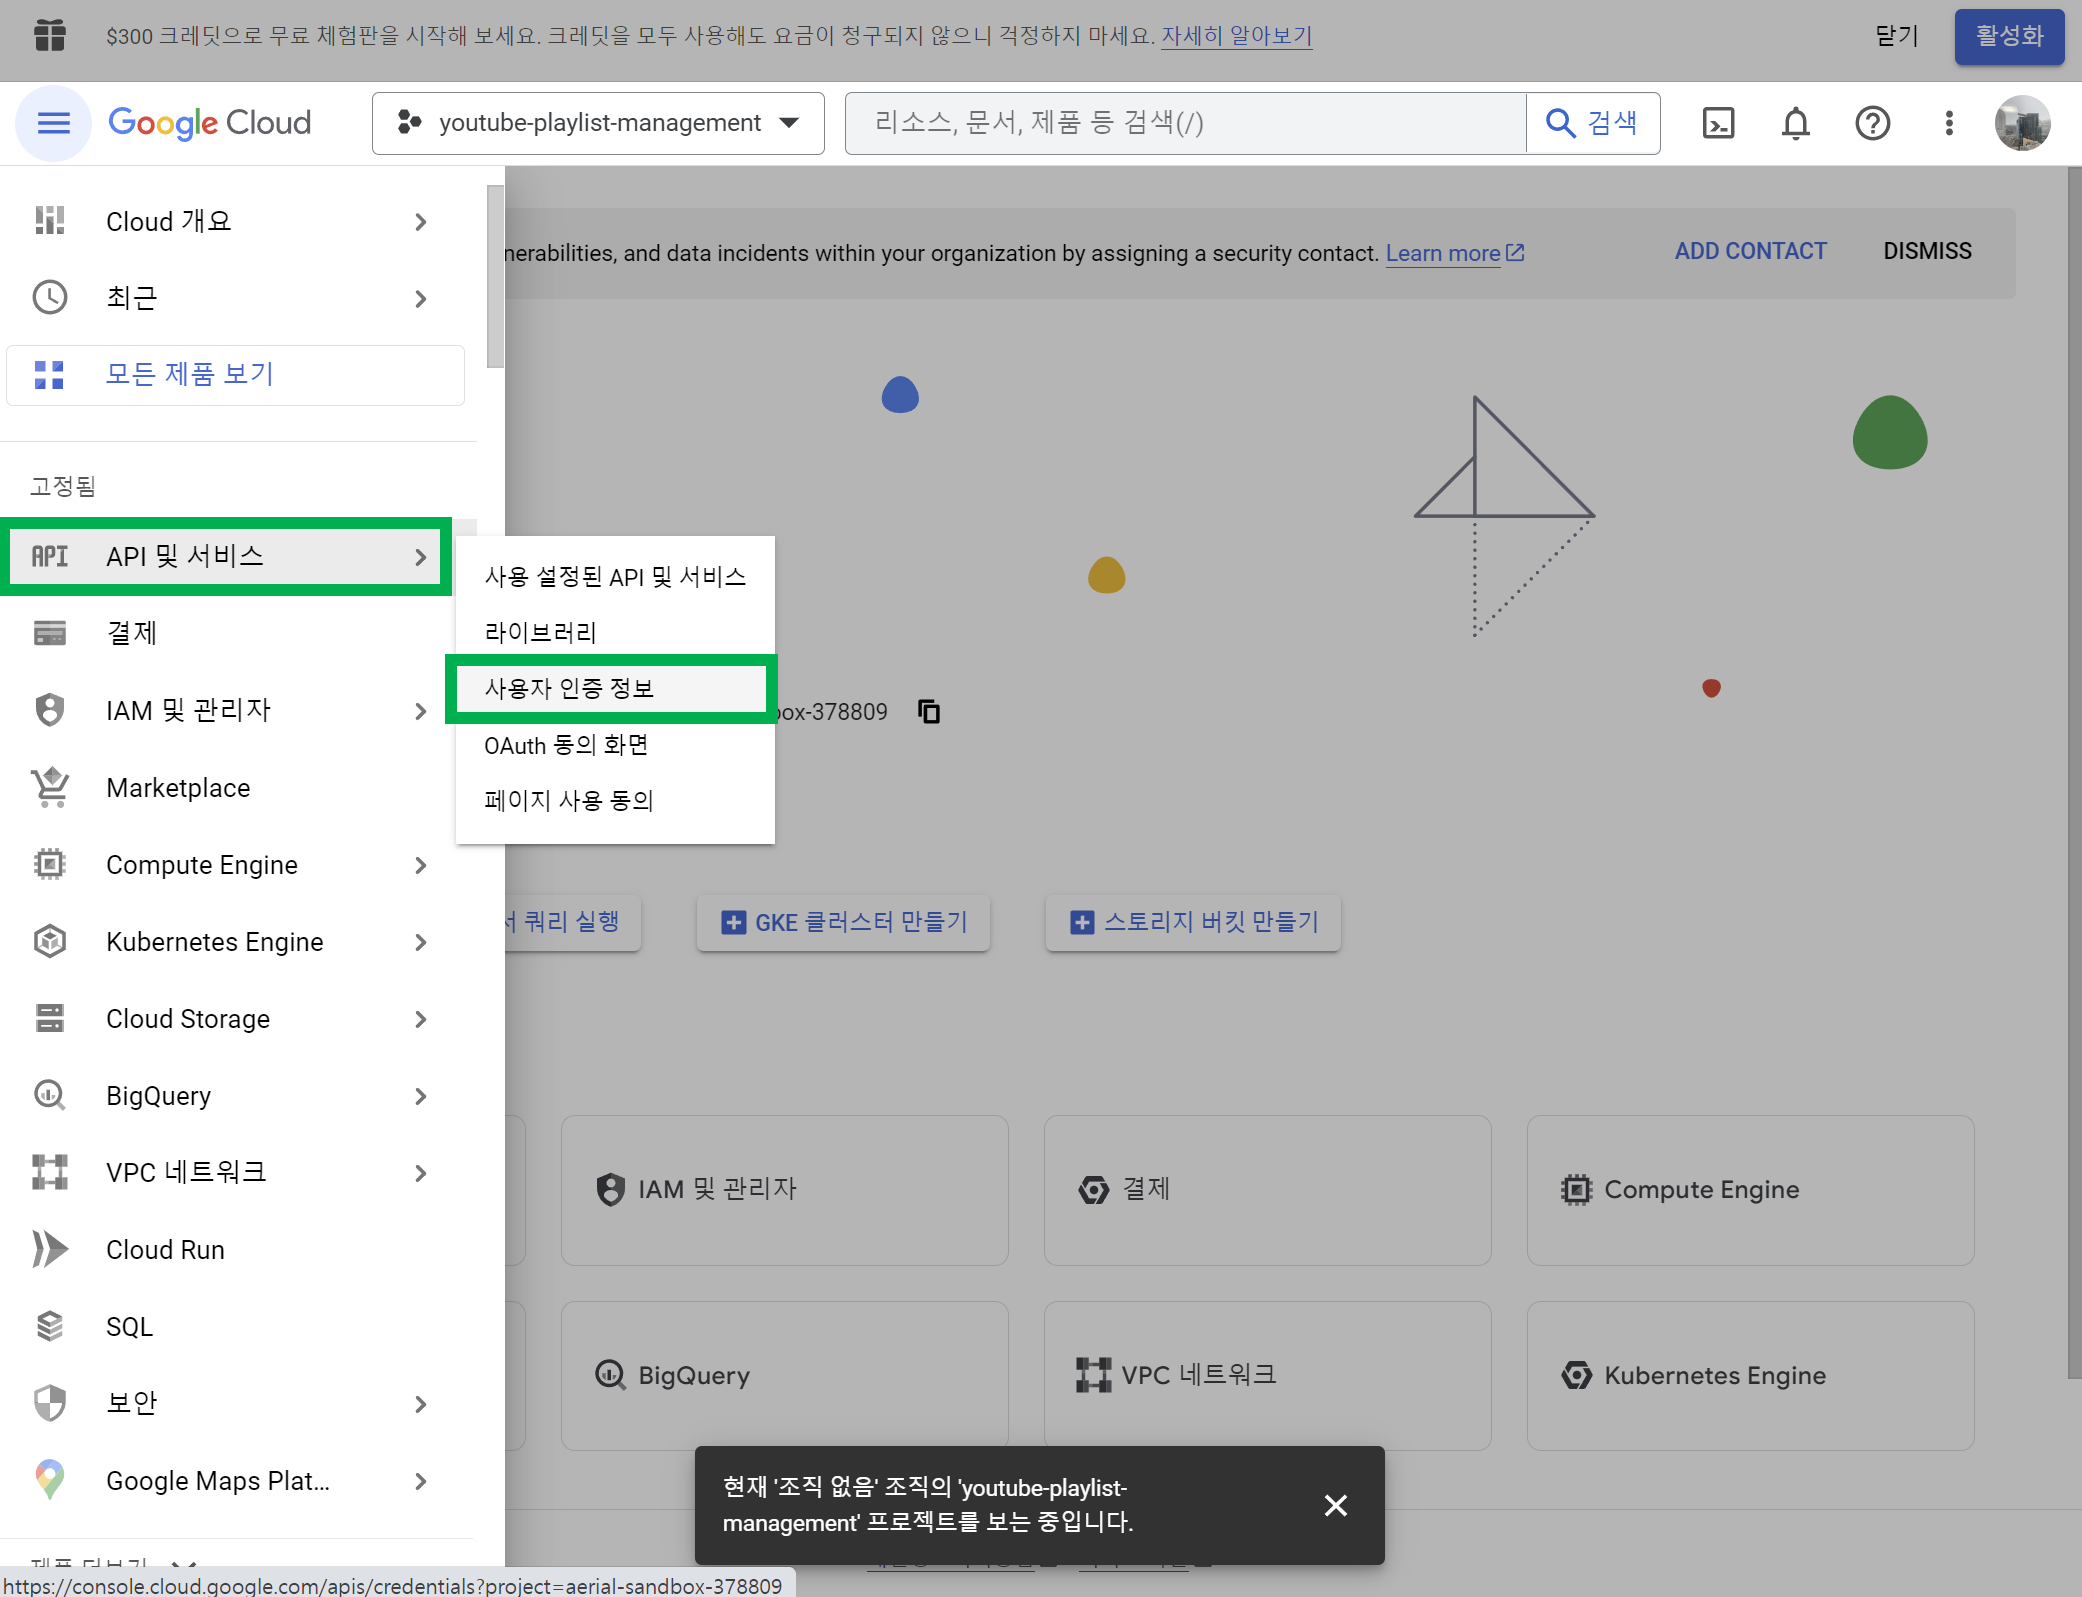 $300 크레딧으로 무료 체험판을 시작해 보세요. 크레딧을 모두 사용해도 요금이 청구되지 않으니 걱정하지 마세요. 자세히 알아보기
닫기
활성화
Google Cloud
youtube-playlist-management
리소스, 문서, 제품 등 검색(/)
검색
Cloud 개요
최근
모든 제품 보기
고정됨
API API 및 서비스
결제
IAM 및 관리자
Marketplace
Compute Engine
Kubernetes Engine
Cloud Storage
BigQuery
VPC 네트워크
Cloud Run
SQL
보안
Google Maps Plat...
제품 더보기
사용 설정된 API 및 서비스
라이브러리
사용자 인증 정보
OAuth 동의 화면
페이지 사용 동의
nerabilities, and data incidents within your organization by assigning a security contact. Learn more
ADD CONTACT
DISMISS
box-378809
서 쿼리 실행
GKE 클러스터 만들기
스토리지 버킷 만들기
IAM 및 관리자
결제
Compute Engine
BigQuery
VPC 네트워크
Kubernetes Engine
현재 '조직 없음' 조직의 'youtube-playlist-
management' 프로젝트를 보는 중입니다.
https://console.cloud.google.com/apis/credentials?project=aerial-sandbox-378809